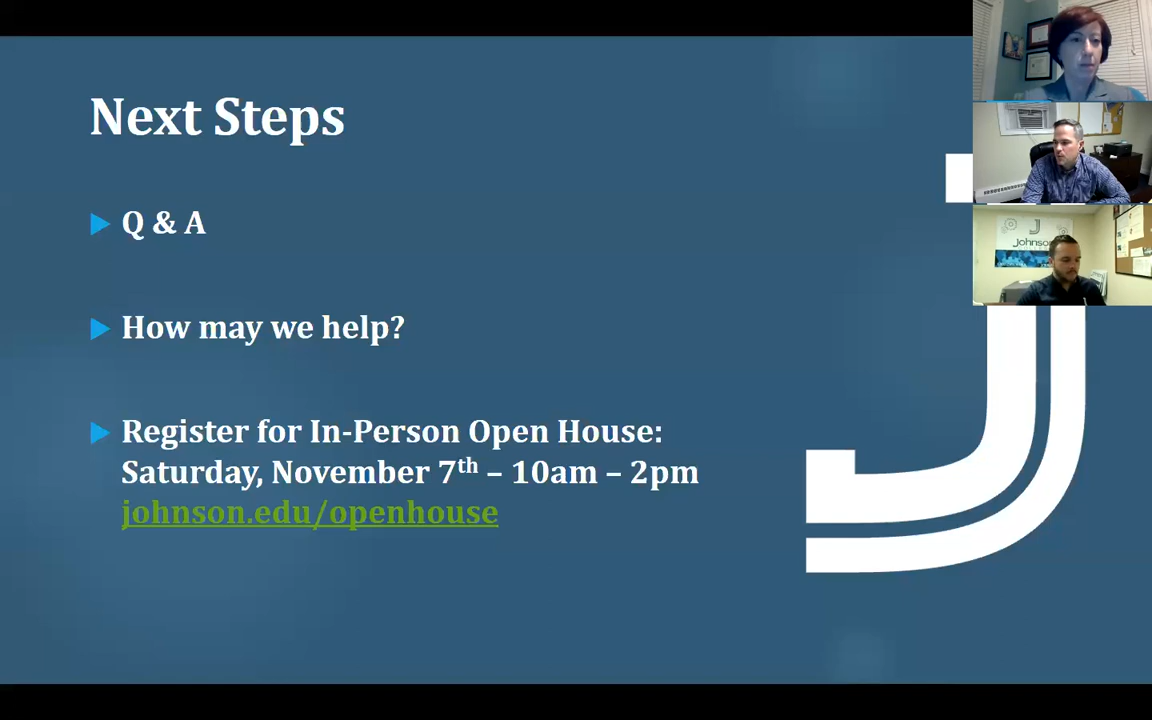 Next Steps
Q & A
How may we help?
Register for In-Person Open House:
Saturday, November 7th – 10am – 2pm
johnson.edu/openhouse
Johnson